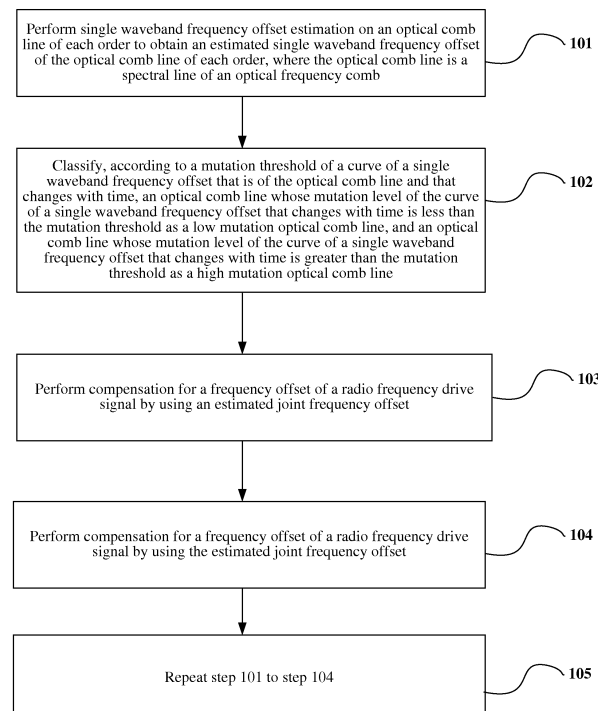 Perform single waveband frequency offset estimation on an optical comb
line of each order to obtain an estimated single waveband frequency offset
of the optical comb line of each order, where the optical comb line is a
spectral line of an optical frequency comb
101
Classify, according to a mutation threshold of a curve of a single
waveband frequency offset that is of the optical comb line and that
changes with time, an optical comb line whose mutation level of the curve
of a single waveband frequency offset that changes with time is less than
the mutation threshold as a low mutation optical comb line, and an optical
comb line whose mutation level of the curve of a single waveband
frequency offset that changes with time is greater than the mutation
threshold as a high mutation optical comb line
102
Perform compensation for a frequency offset of a radio frequency drive
signal by using an estimated joint frequency offset
103
Perform compensation for a frequency offset of a radio frequency drive
signal by using the estimated joint frequency offset
104
Repeat step 101 to step 104
105